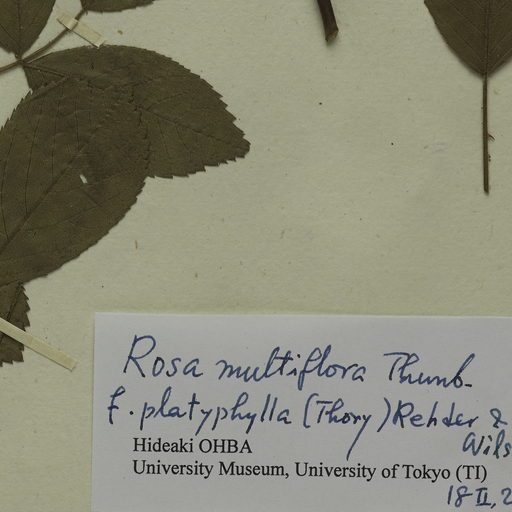 Rosa multiflora Thunb.
f. platyphylla (Thory) Rehder &
Wils
Hideaki OHBA
University Museum, University of Tokyo (TI)
18 II, 2